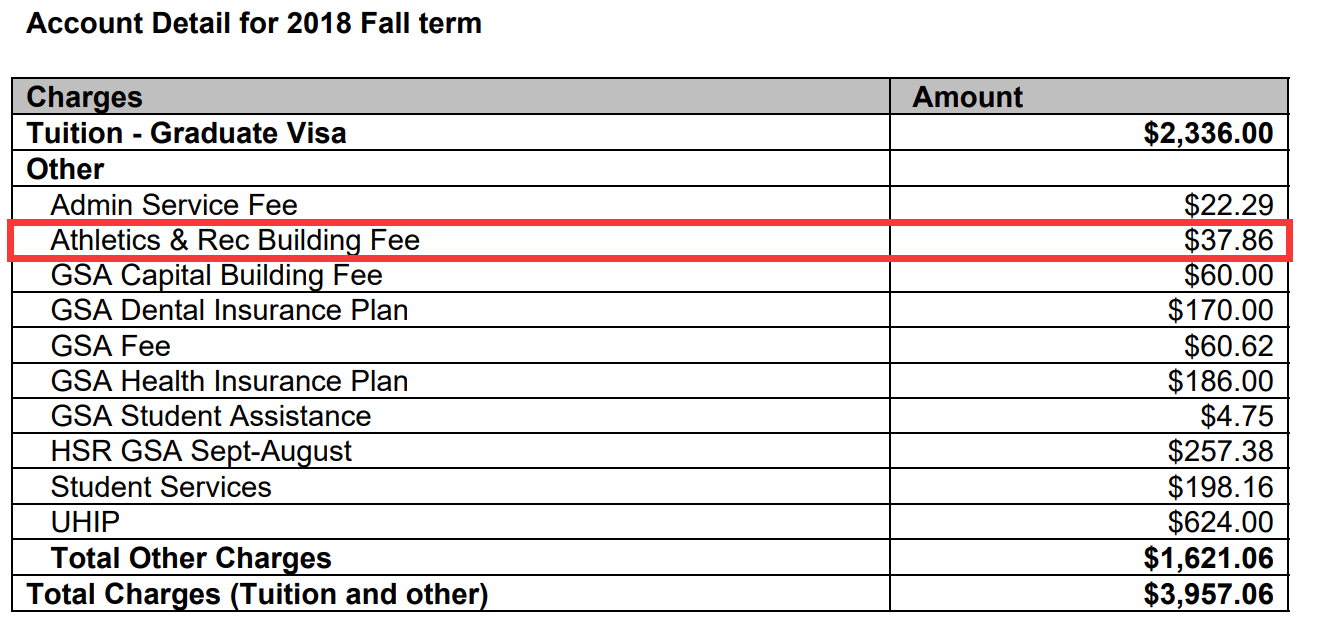 Account Detail for 2018 Fall term
Charges Amount
Tuition - Graduate Visa $2,336.00
Other
Admin Service Fee $22.29
Athletics & Rec Building Fee $37.86
GSA Capital Building Fee $60.00
GSA Dental Insurance Plan $170.00
GSA Fee $60.62
GSA Health Insurance Plan $186.00
GSA Student Assistance $4.75
HSR GSA Sept-August $257.38
Student Services $198.16
UHIP $624.00
Total Other Charges $1,621.06
Total Charges (Tuition and other) $3,957.06